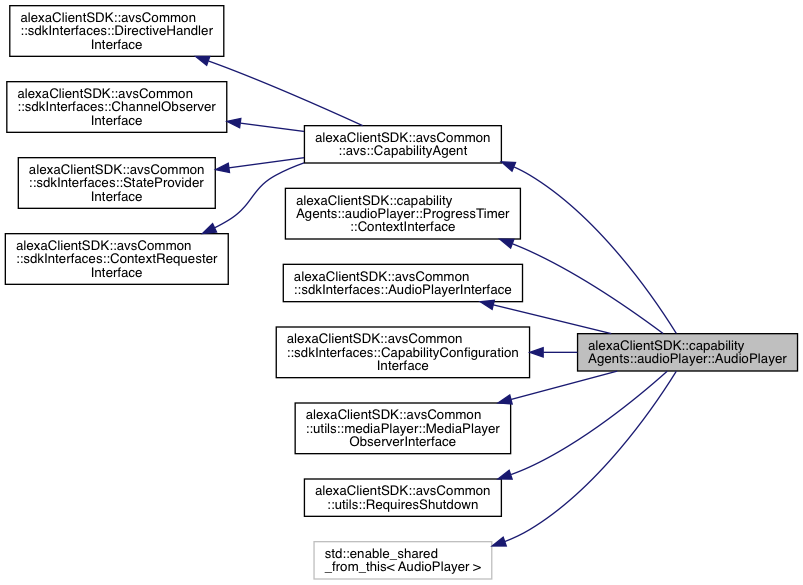 alexaClientSDK::avsCommon
::sdkInterfaces::DirectiveHandler
Interface
alexaClientSDK::avsCommon
::sdkInterfaces::ChannelObserver
Interface
alexaClientSDK::avsCommon
::avs::CapabilityAgent
alexaClientSDK::avsCommon
::sdkInterfaces::StateProvider
Interface
alexaClientSDK::capability
Agents::audioPlayer::ProgressTimer
::ContextInterface
alexaClientSDK::avsCommon
::sdkInterfaces::ContextRequester
Interface
alexaClientSDK::avsCommon
::sdkInterfaces::AudioPlayerInterface
alexaClientSDK::capability
Agents::audioPlayer::AudioPlayer
alexaClientSDK::avsCommon
::sdkInterfaces::CapabilityConfiguration
Interface
alexaClientSDK::avsCommon
::utils::mediaPlayer::MediaPlayer
ObserverInterface
alexaClientSDK::avsCommon
::utils::RequiresShutdown
std::enable_shared
_from_this< AudioPlayer >